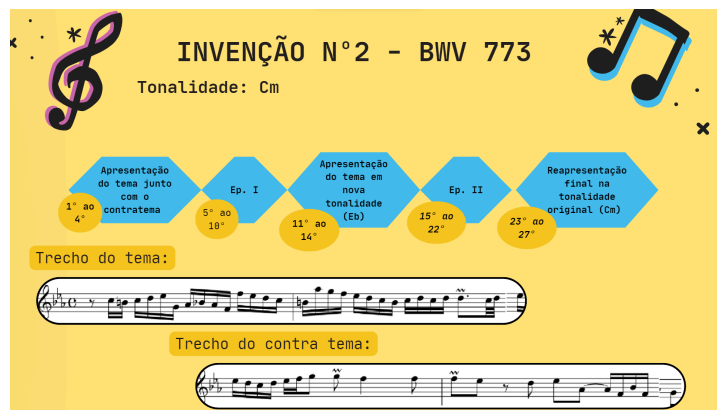 INVENÇÃO N°2 - BWV 773
Tonalidade: Cm
Apresentação
do tema junto
com o
contratema
1° ao
4°
Ep. I
5° ao
10°
Apresentação
do tema em
nova
tonalidade
(Eb)
11° ao
14°
Ep. II
15° ao
22°
Reapresentação
final na
tonalidade
original (Cm)
23° ao
27°
Trecho do tema:
Trecho do contra tema: